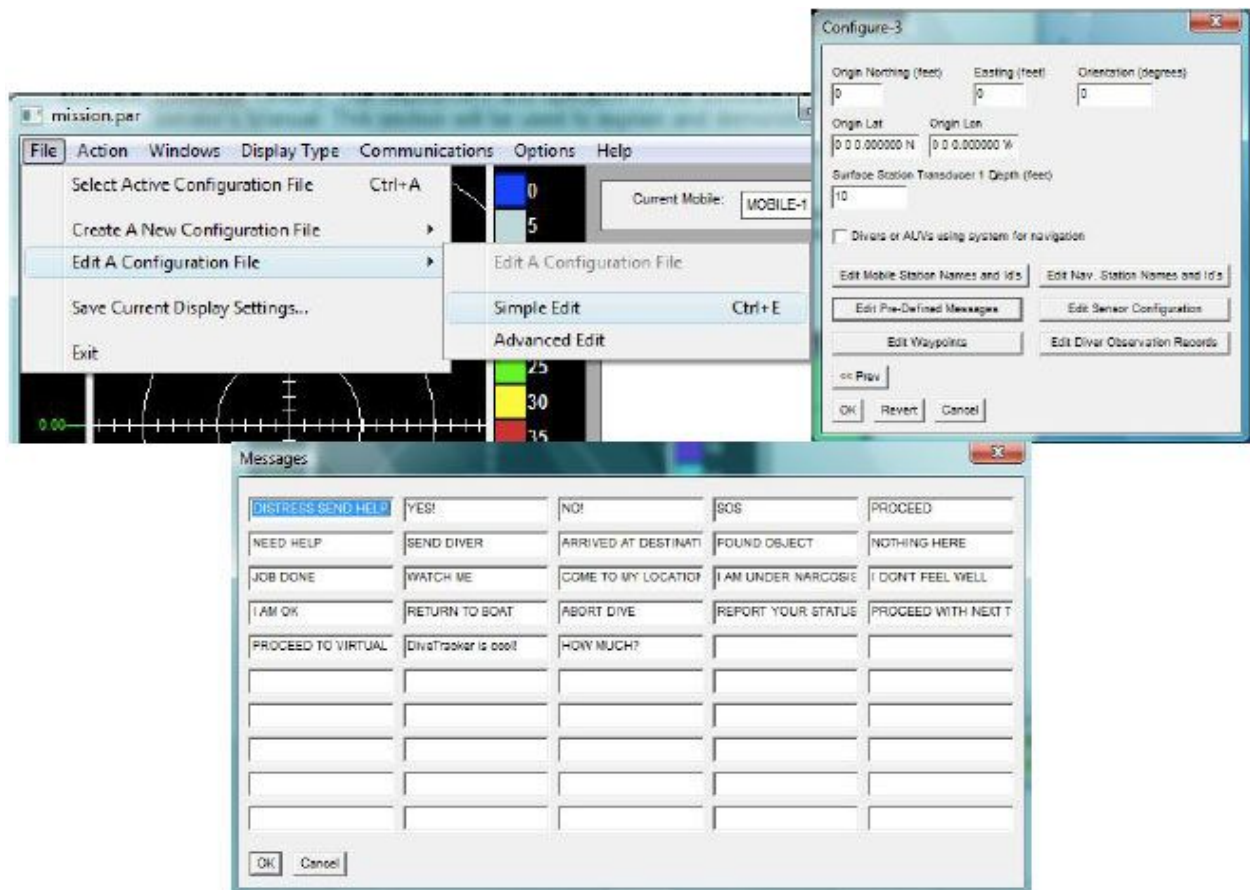 mission.par
File Action Windows Display Type Communications Options Help
Select Active Configuration File Ctrl+A
Create A New Configuration File
Edit A Configuration File
Save Current Display Settings...
Exit
Edit A Configuration File
Simple Edit Ctrl+E
Advanced Edit
0
5
25
30
35
0.00
Current Mobile: MOBILE-1
Configure-3
Origin Northing (feet) Easting (feet) Orientation (degrees)
0 0 0
Origin Lat Origin Lon
0 0 0.000000 N 0 0 0.000000 W
Surface Station Transducer 1 Depth (feet)
10
Divers or AUVs using system for navigation
Edit Mobile Station Names and Id's Edit Nav. Station Names and Id's
Edit Pre-Defined Messages Edit Sensor Configuration
Edit Waypoints Edit Diver Observation Records
<< Prev
OK Revert Cancel
Messages
DISTRESS SEND HELP YES! NO! SOS PROCEED
NEED HELP SEND DIVER ARRIVED AT DESTINATI FOUND OBJECT NOTHING HERE
JOB DONE WATCH ME COME TO MY LOCATION I AM UNDER NARCOSIS I DON'T FEEL WELL
I AM OK RETURN TO BOAT ABORT DIVE REPORT YOUR STATUS PROCEED WITH NEXT T
PROCEED TO VIRTUAL DiveTracker is cool! HOW MUCH?
OK Cancel